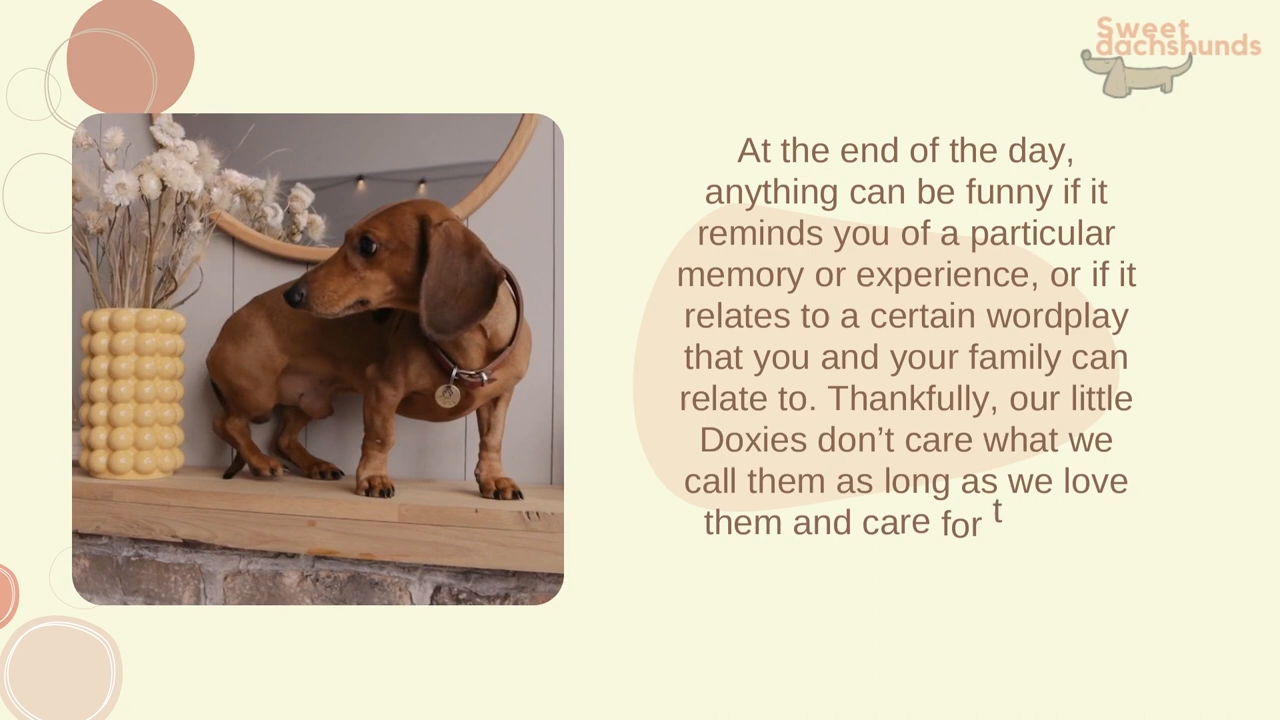 Sweet
dachshunds
At the end of the day,
anything can be funny if it
reminds you of a particular
memory or experience, or if it
relates to a certain wordplay
that you and your family can
relate to. Thankfully, our little
Doxies don’t care what we
call them as long as we love
them and care for t